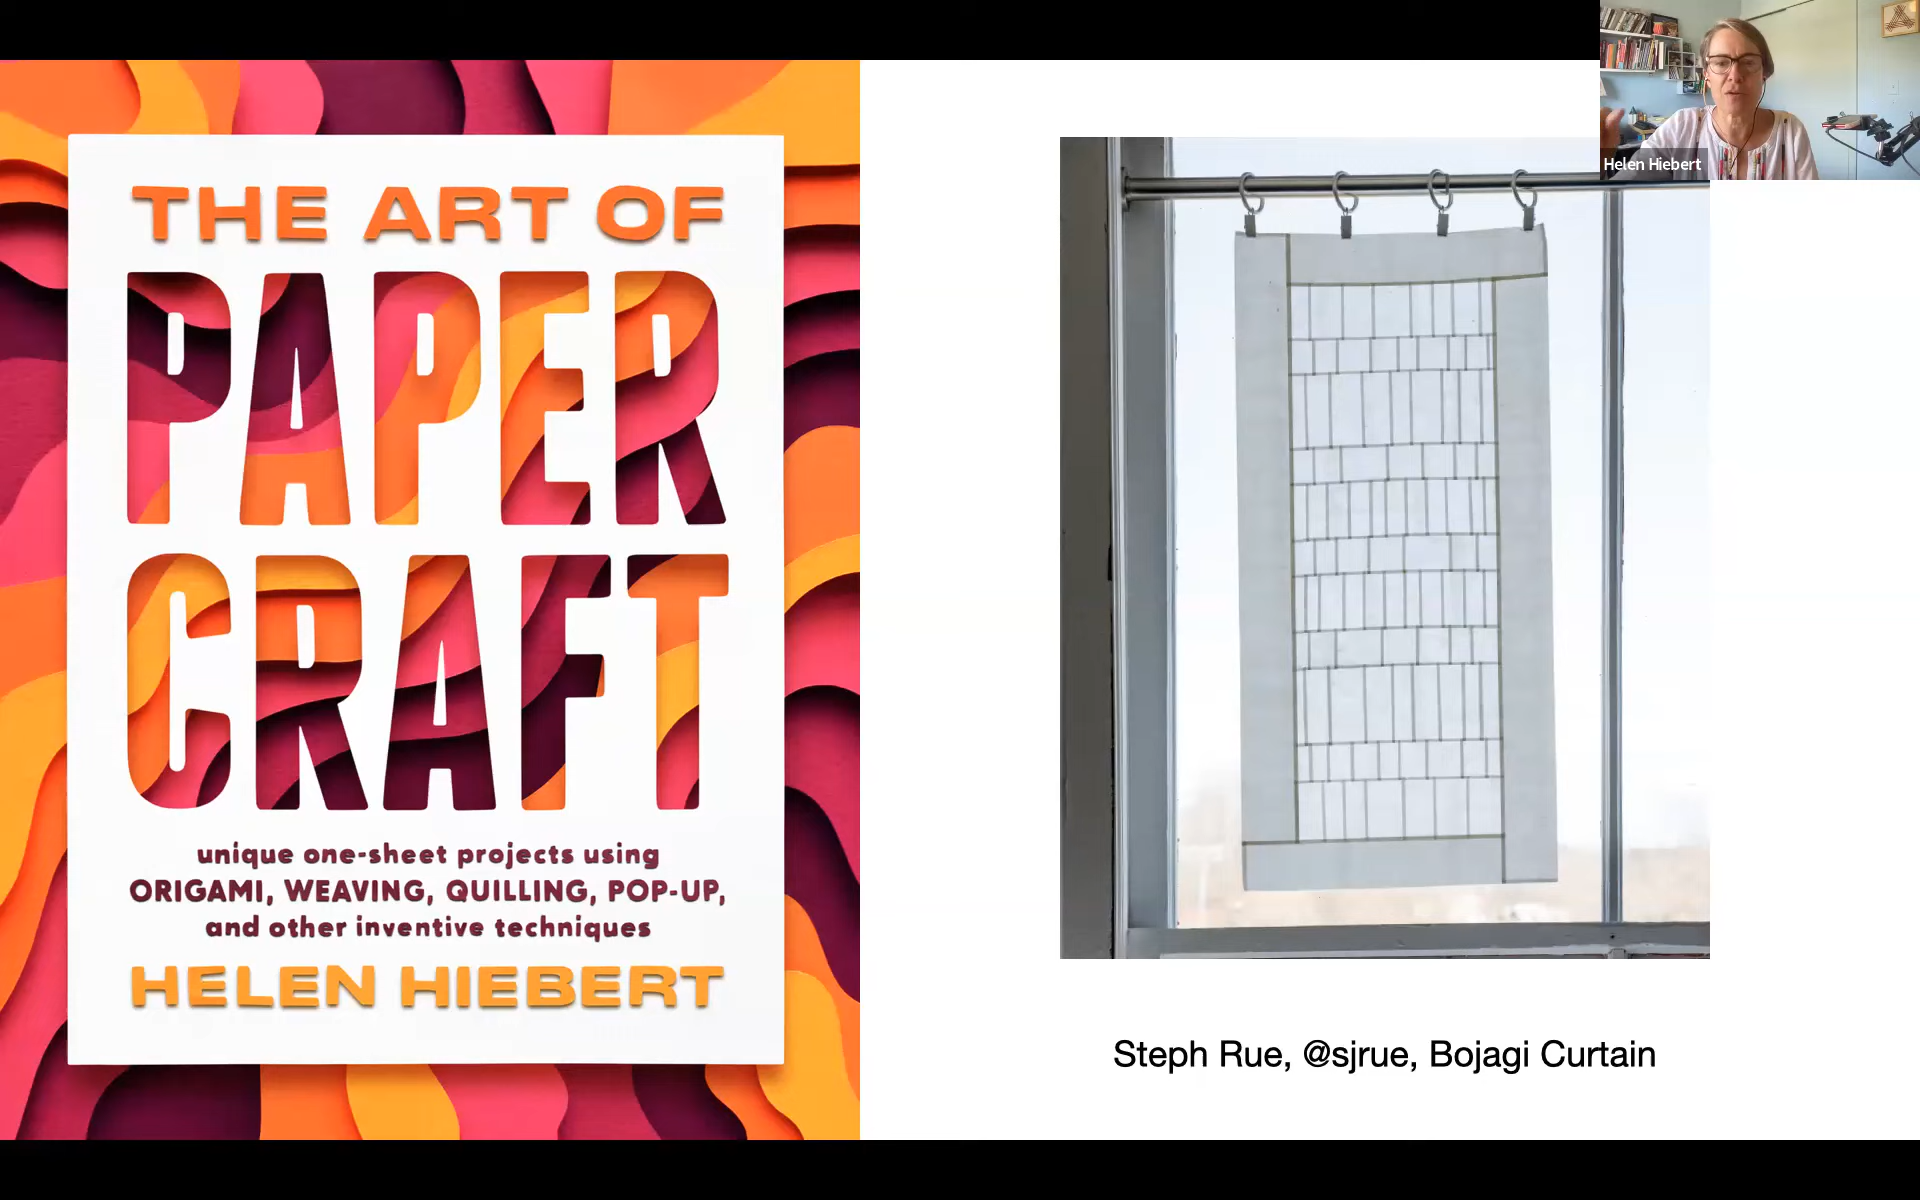 THE ART OF
PAPER
CRAFT
unique one-sheet projects using
ORIGAMI, WEAVING, QUILLING, POP-UP,
and other inventive techniques
HELEN HIEBERT
Helen Hiebert
Steph Rue, @sjrue, Bojagi Curtain